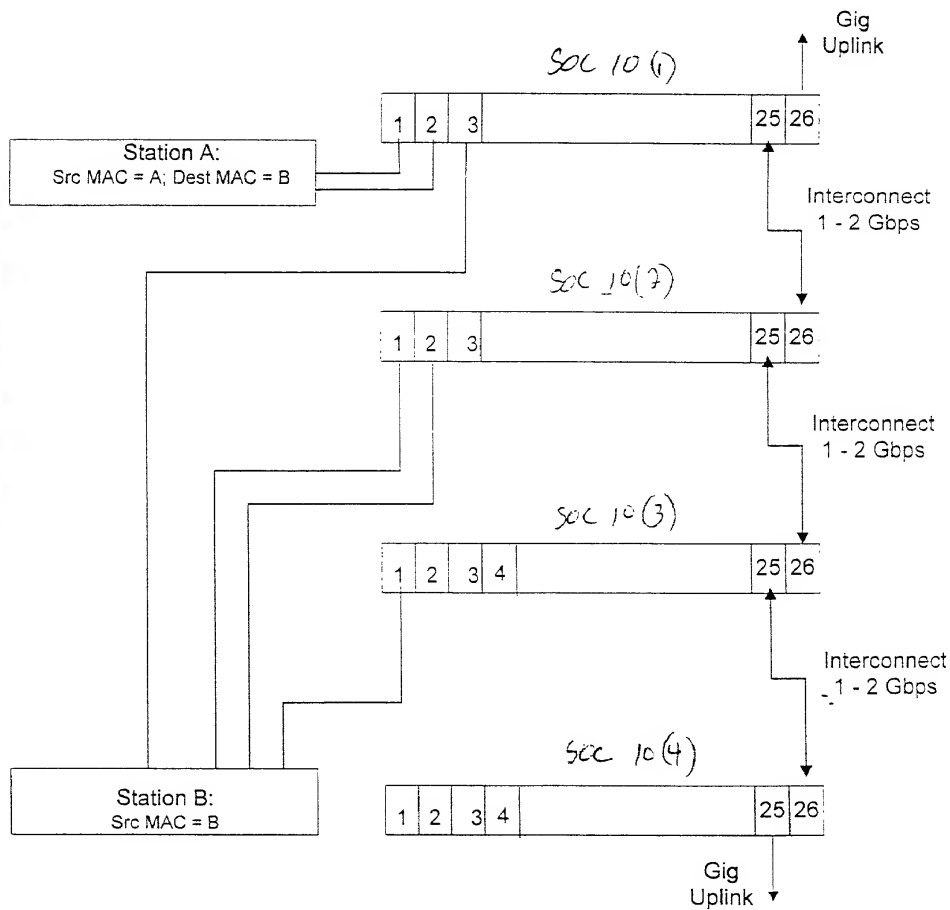 Gig
Uplink
SOC 10(1)
1 2 3 25 26
Station A:
Src MAC = A; Dest MAC = B
Interconnect
1 - 2 Gbps
SOC 10(2)
1 2 3 25 26
Interconnect
1 - 2 Gbps
SOC 10(3)
1 2 3 4 25 26
Interconnect
1 - 2 Gbps
SOC 10(4)
Station B:
Src MAC = B
1 2 3 4 25 26
Gig
Uplink